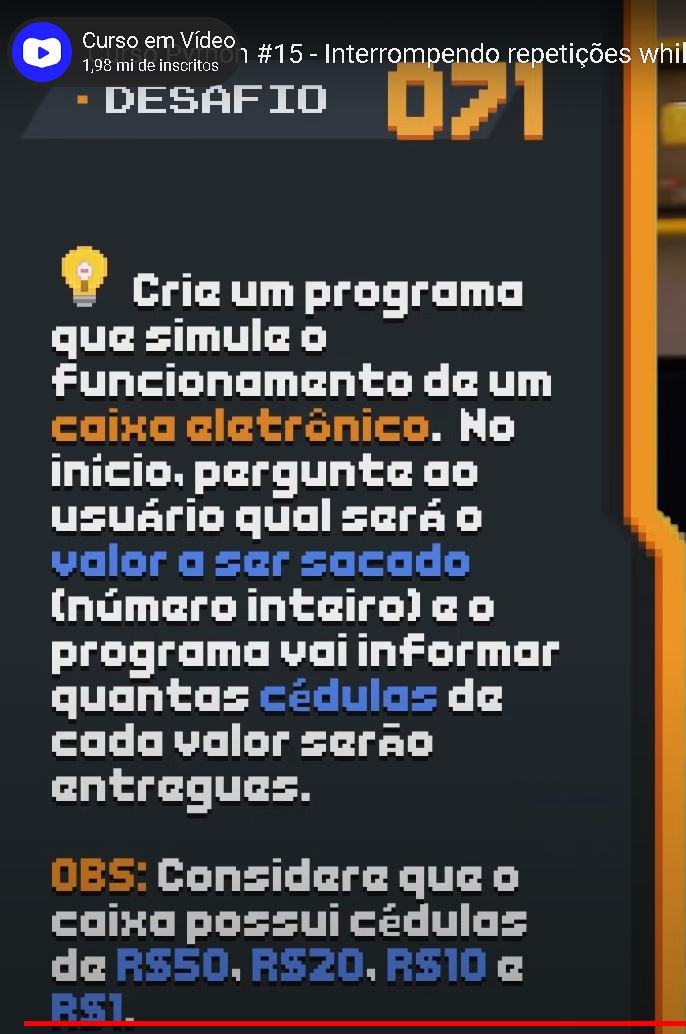 Curso em Vídeo
#15 - Interrompendo repetições whil
1,98 mi de inscritos
DESAFIO 071
Crie um programa
que simule o
funcionamento de um
caixa eletrônico. No
início, pergunte ao
usuário qual será o
valor a ser sacado
(número inteiro) e o
programa vai informar
quantas cédulas de
cada valor serão
entregues.
OBS: Considere que o
caixa possui cédulas
de R$50, R$20, R$10 e
R$1.